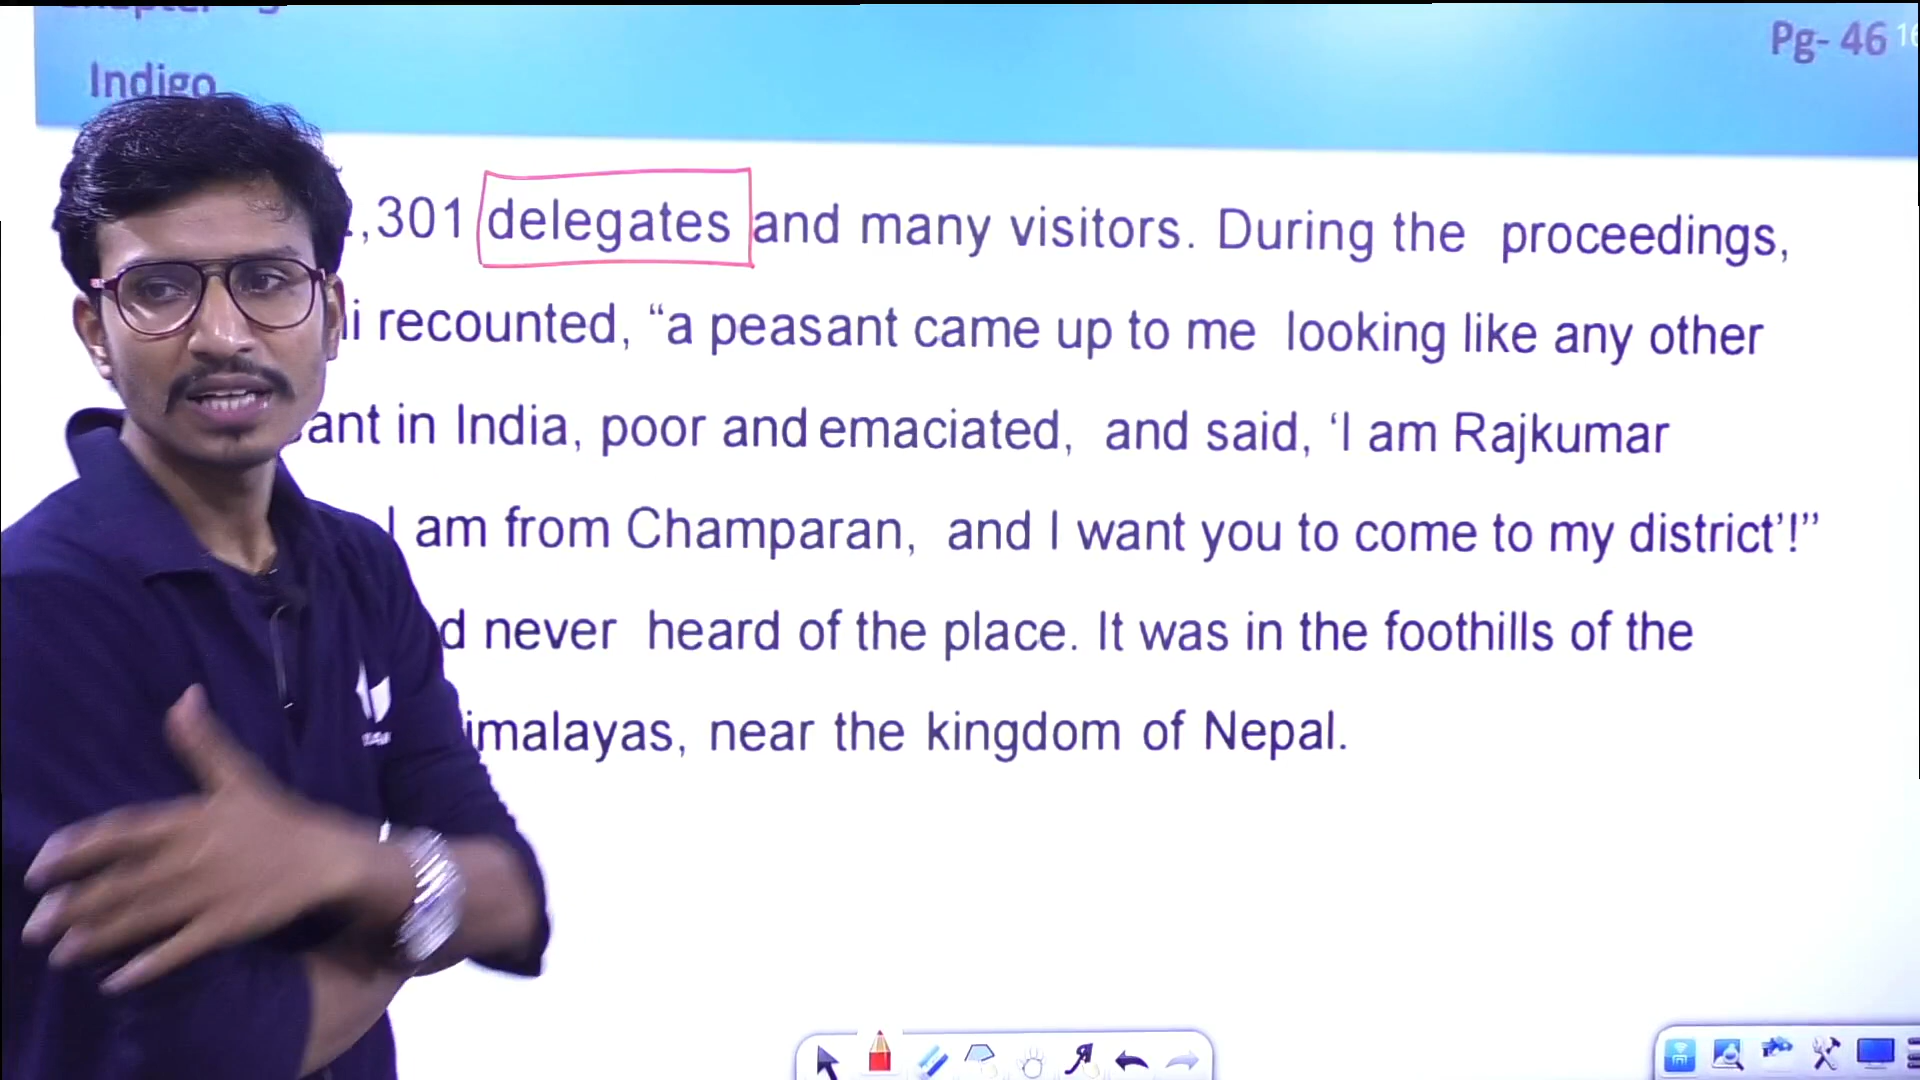 Indigo
Pg- 46
,301 delegates and many visitors. During the proceedings,
recounted, “a peasant came up to me looking like any other
in India, poor and emaciated, and said, ‘I am Rajkumar
I am from Champaran, and I want you to come to my district’!”
never heard of the place. It was in the foothills of the
imalayas, near the kingdom of Nepal.